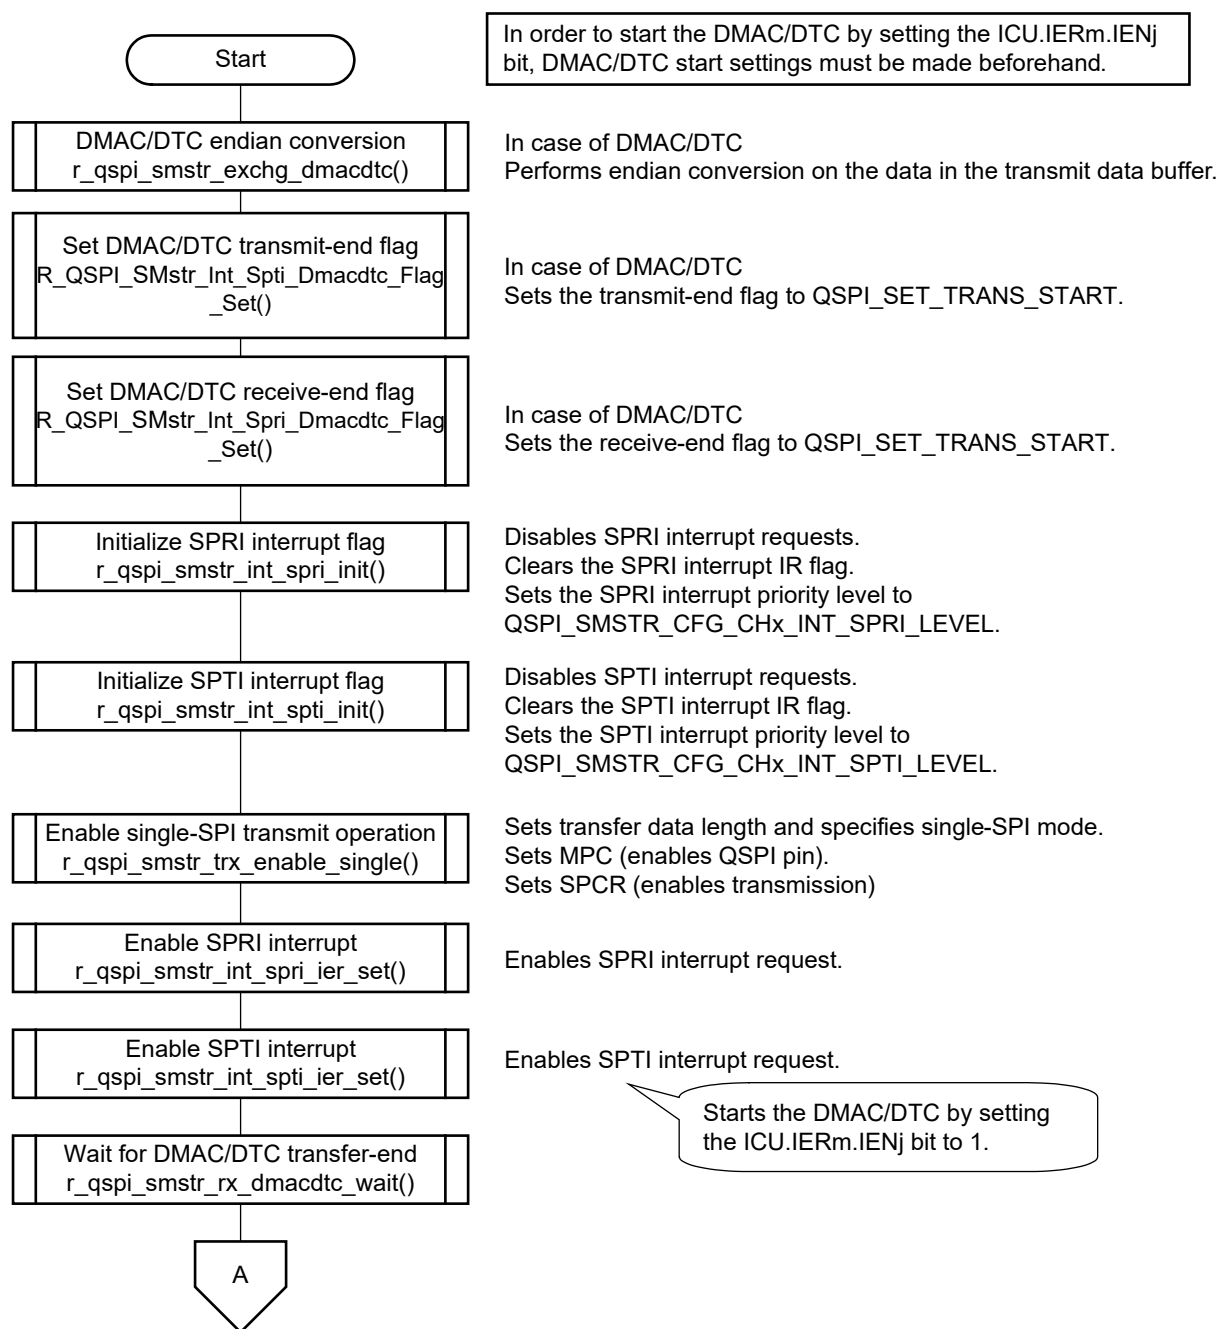 Start
In order to start the DMAC/DTC by setting the ICU.IERm.IENj
bit, DMAC/DTC start settings must be made beforehand.
DMAC/DTC endian conversion
r_qspi_smstr_exchg_dmacdtc()
In case of DMAC/DTC
Performs endian conversion on the data in the transmit data buffer.
Set DMAC/DTC transmit-end flag
R_QSPI_SMstr_Int_Spti_Dmacdtc_Flag
_Set()
In case of DMAC/DTC
Sets the transmit-end flag to QSPI_SET_TRANS_START.
Set DMAC/DTC receive-end flag
R_QSPI_SMstr_Int_Spri_Dmacdtc_Flag
_Set()
In case of DMAC/DTC
Sets the receive-end flag to QSPI_SET_TRANS_START.
Initialize SPRI interrupt flag
r_qspi_smstr_int_spri_init()
Disables SPRI interrupt requests.
Clears the SPRI interrupt IR flag.
Sets the SPRI interrupt priority level to
QSPI_SMSTR_CFG_CHx_INT_SPRI_LEVEL.
Initialize SPTI interrupt flag
r_qspi_smstr_int_spti_init()
Disables SPTI interrupt requests.
Clears the SPTI interrupt IR flag.
Sets the SPTI interrupt priority level to
QSPI_SMSTR_CFG_CHx_INT_SPTI_LEVEL.
Enable single-SPI transmit operation
r_qspi_smstr_trx_enable_single()
Sets transfer data length and specifies single-SPI mode.
Sets MPC (enables QSPI pin).
Sets SPCR (enables transmission)
Enable SPRI interrupt
r_qspi_smstr_int_spri_ier_set()
Enables SPRI interrupt request.
Enable SPTI interrupt
r_qspi_smstr_int_spti_ier_set()
Enables SPTI interrupt request.
Starts the DMAC/DTC by setting
the ICU.IERm.IENj bit to 1.
Wait for DMAC/DTC transfer-end
r_qspi_smstr_rx_dmacdtc_wait()
A